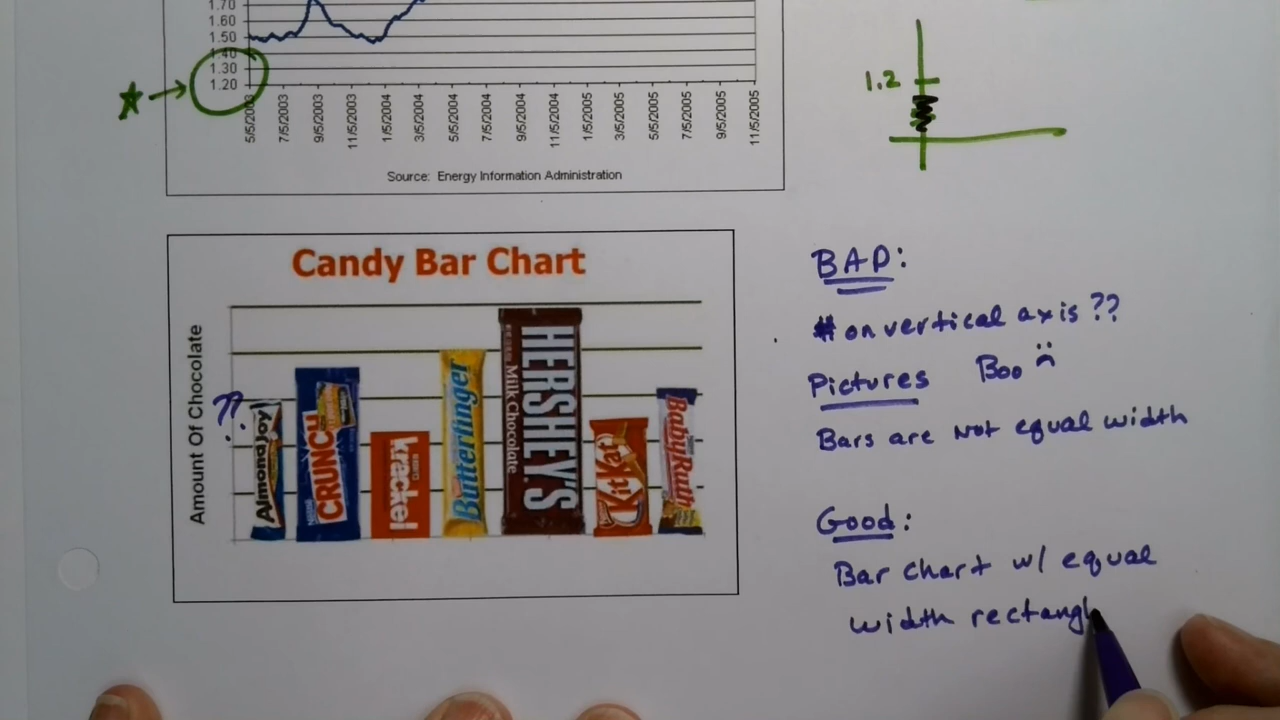 1.70
1.60
1.50
1.40
1.30
1.20
1.2
5/5/2003
7/5/2003
9/5/2003
11/5/2003
1/5/2004
3/5/2004
5/5/2004
7/5/2004
9/5/2004
11/5/2004
1/5/2005
3/5/2005
5/5/2005
7/5/2005
9/5/2005
11/5/2005
Source: Energy Information Administration
Candy Bar Chart
Amount Of Chocolate
??
Almond Joy
Nestle
CRUNCH
krackel
Butterfinger
HERSHEY'S
Milk Chocolate
KitKat
BabyRuth
BAD:
# on vertical axis ??
Pictures Boo
Bars are Not equal width
Good:
Bar chart w/ equal
width rectangl